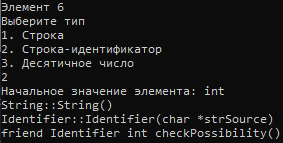 Элемент 6
Выберите тип
1. Строка
2. Строка-идентификатор
3. Десятичное число
2
Начальное значение элемента: int
String::String()
Identifier::Identifier(char *strSource)
friend Identifier int checkPossibility()